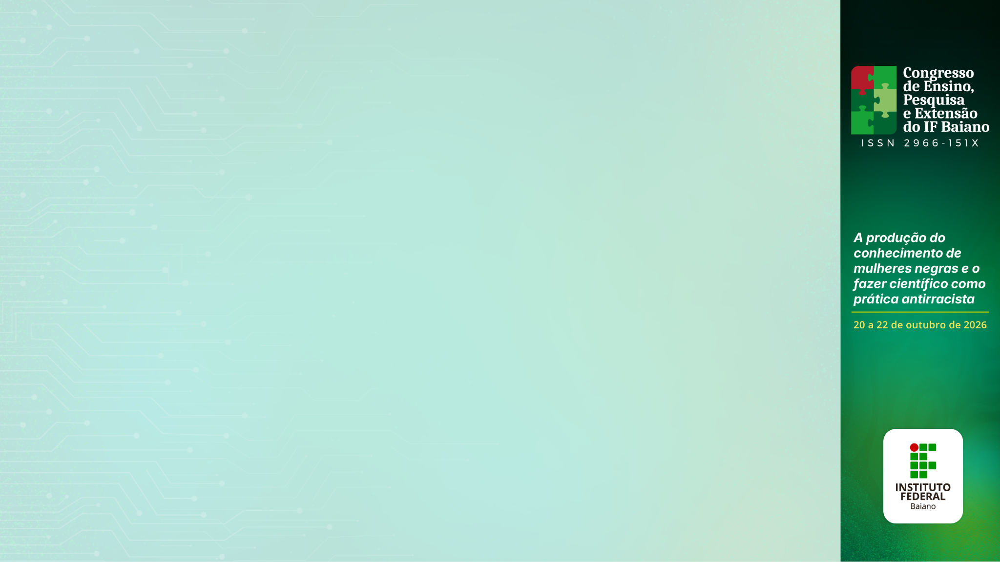 Congresso
de Ensino,
Pesquisa
e Extensão
do IF Baiano
ISSN 2966-151X
A produção do
conhecimento de
mulheres negras e o
fazer científico como
prática antirracista
20 a 22 de outubro de 2026
INSTITUTO
FEDERAL
Baiano